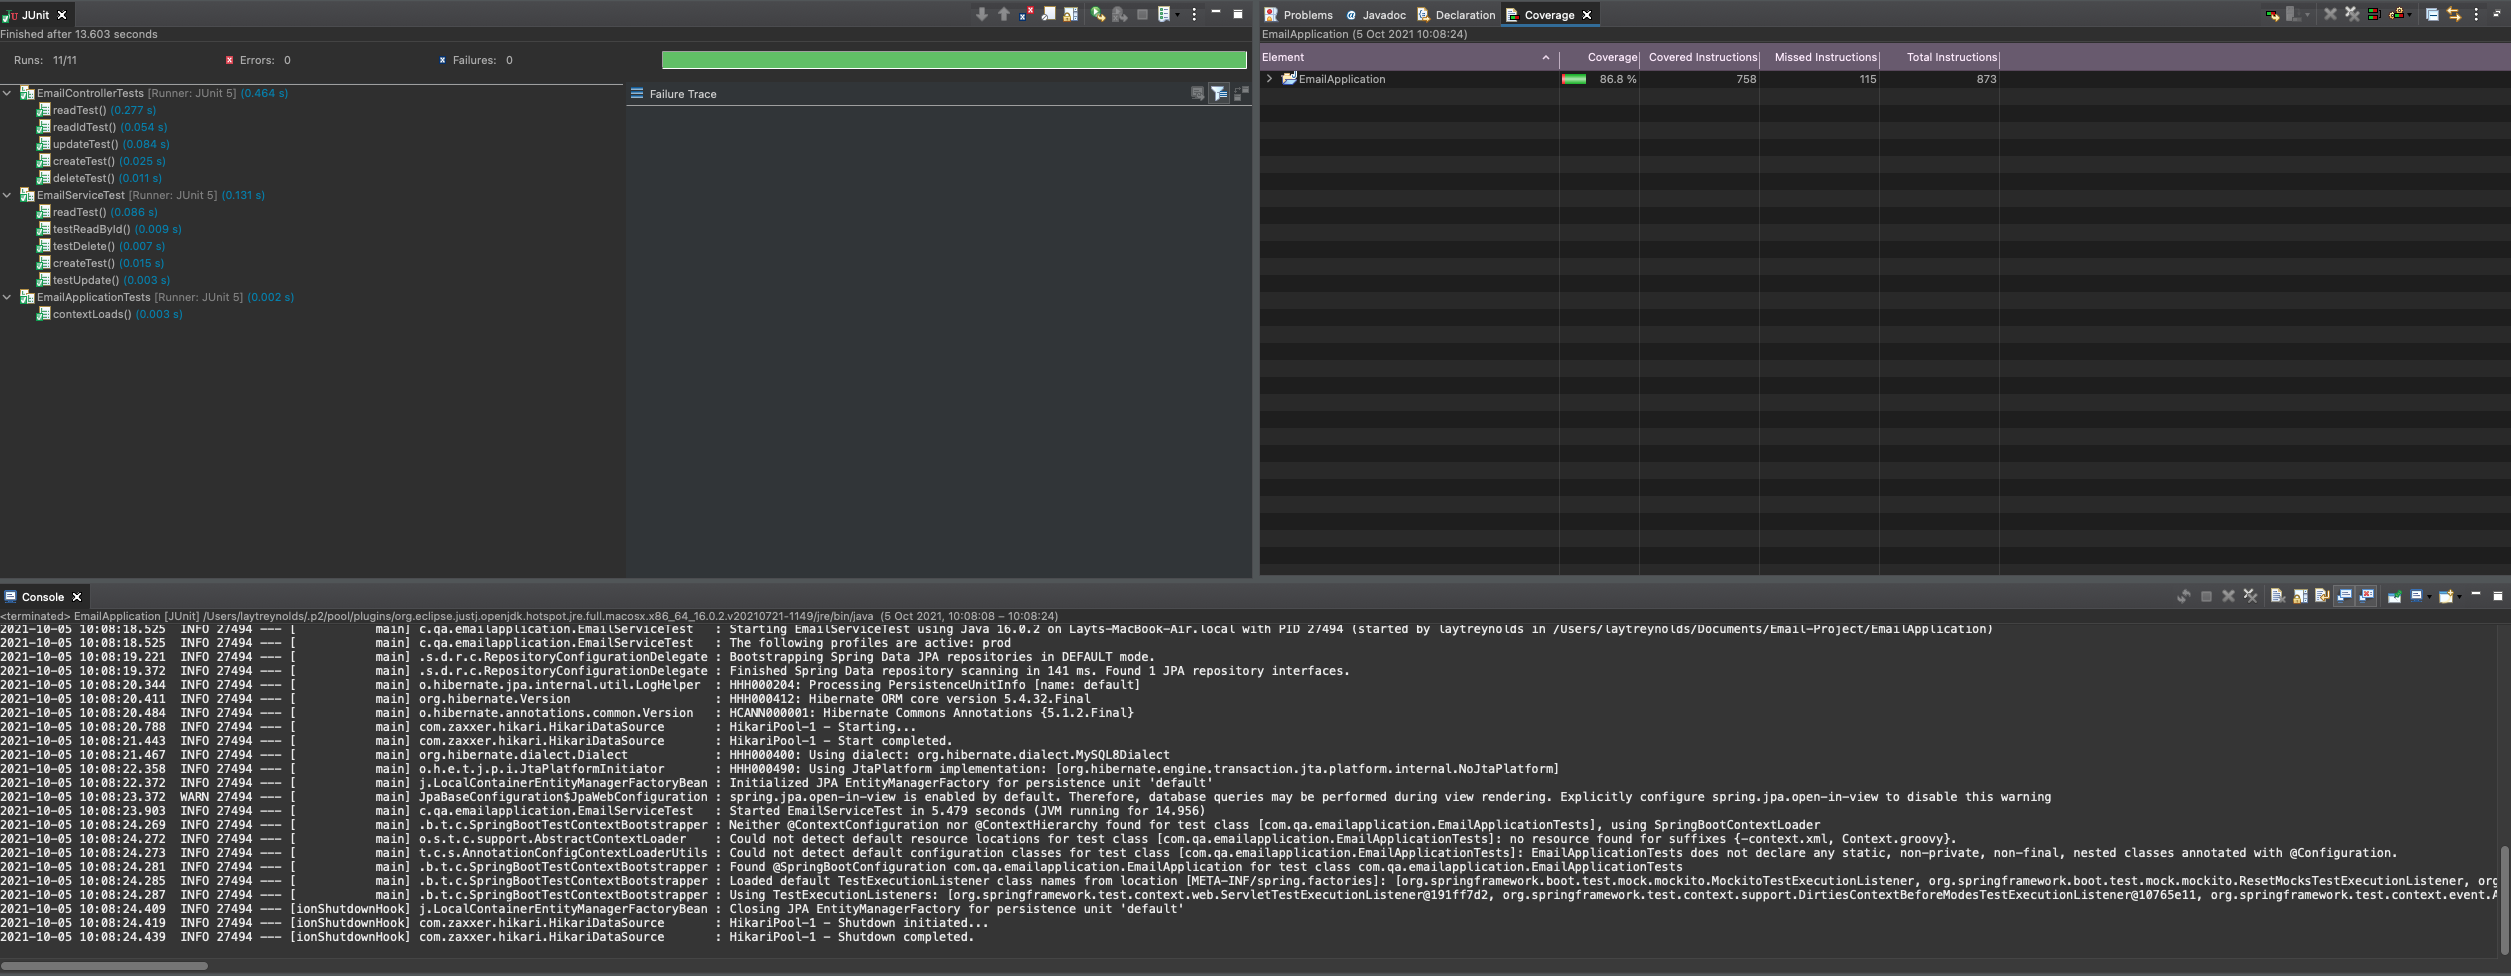 JUnit
Finished after 13.603 seconds
Runs: 11/11 Errors: 0 Failures: 0
EmailControllerTests [Runner: JUnit 5] (0.464 s)
readTest() (0.277 s)
readIdTest() (0.054 s)
updateTest() (0.084 s)
createTest() (0.025 s)
deleteTest() (0.011 s)
EmailServiceTest [Runner: JUnit 5] (0.131 s)
readTest() (0.086 s)
testReadById() (0.009 s)
testDelete() (0.007 s)
createTest() (0.015 s)
testUpdate() (0.003 s)
EmailApplicationTests [Runner: JUnit 5] (0.002 s)
contextLoads() (0.003 s)
Failure Trace
Problems Javadoc Declaration Coverage
EmailApplication (5 Oct 2021 10:08:24)
Element Coverage Covered Instructions Missed Instructions Total Instructions
EmailApplication 86.8 % 758 115 873
Console
<terminated> EmailApplication [JUnit] /Users/laytreynolds/.p2/pool/plugins/org.eclipse.justj.openjdk.hotspot.jre.full.macosx.x86_64_16.0.2.v20210721-1149/jre/bin/java (5 Oct 2021, 10:08:08 – 10:08:24)
2021-10-05 10:08:18.525 INFO 27494 --- [ main] c.qa.emailapplication.EmailServiceTest : Starting EmailServiceTest using Java 16.0.2 on Layts-MacBook-Air.local with PID 27494 (started by laytreynolds in /Users/laytreynolds/Documents/Email-Project/EmailApplication)
2021-10-05 10:08:18.525 INFO 27494 --- [ main] c.qa.emailapplication.EmailServiceTest : The following profiles are active: prod
2021-10-05 10:08:19.221 INFO 27494 --- [ main] .s.d.r.c.RepositoryConfigurationDelegate : Bootstrapping Spring Data JPA repositories in DEFAULT mode.
2021-10-05 10:08:19.372 INFO 27494 --- [ main] .s.d.r.c.RepositoryConfigurationDelegate : Finished Spring Data repository scanning in 141 ms. Found 1 JPA repository interfaces.
2021-10-05 10:08:20.344 INFO 27494 --- [ main] o.hibernate.jpa.internal.util.LogHelper : HHH000204: Processing PersistenceUnitInfo [name: default]
2021-10-05 10:08:20.411 INFO 27494 --- [ main] org.hibernate.Version : HHH000412: Hibernate ORM core version 5.4.32.Final
2021-10-05 10:08:20.484 INFO 27494 --- [ main] o.hibernate.annotations.common.Version : HCANN000001: Hibernate Commons Annotations {5.1.2.Final}
2021-10-05 10:08:20.788 INFO 27494 --- [ main] com.zaxxer.hikari.HikariDataSource : HikariPool-1 - Starting...
2021-10-05 10:08:21.443 INFO 27494 --- [ main] com.zaxxer.hikari.HikariDataSource : HikariPool-1 - Start completed.
2021-10-05 10:08:21.467 INFO 27494 --- [ main] org.hibernate.dialect.Dialect : HHH000400: Using dialect: org.hibernate.dialect.MySQL8Dialect
2021-10-05 10:08:22.358 INFO 27494 --- [ main] o.h.e.t.j.p.i.JtaPlatformInitiator : HHH000490: Using JtaPlatform implementation: [org.hibernate.engine.transaction.jta.platform.internal.NoJtaPlatform]
2021-10-05 10:08:22.372 INFO 27494 --- [ main] j.LocalContainerEntityManagerFactoryBean : Initialized JPA EntityManagerFactory for persistence unit 'default'
2021-10-05 10:08:23.372 WARN 27494 --- [ main] JpaBaseConfiguration$JpaWebConfiguration : spring.jpa.open-in-view is enabled by default. Therefore, database queries may be performed during view rendering. Explicitly configure spring.jpa.open-in-view to disable this warning
2021-10-05 10:08:23.903 INFO 27494 --- [ main] c.qa.emailapplication.EmailServiceTest : Started EmailServiceTest in 5.479 seconds (JVM running for 14.956)
2021-10-05 10:08:24.269 INFO 27494 --- [ main] .b.t.c.SpringBootTestContextBootstrapper : Neither @ContextConfiguration nor @ContextHierarchy found for test class [com.qa.emailapplication.EmailApplicationTests], using SpringBootContextLoader
2021-10-05 10:08:24.272 INFO 27494 --- [ main] o.s.t.c.support.AbstractContextLoader : Could not detect default resource locations for test class [com.qa.emailapplication.EmailApplicationTests]: no resource found for suffixes {-context.xml, Context.groovy}.
2021-10-05 10:08:24.273 INFO 27494 --- [ main] t.c.s.AnnotationConfigContextLoaderUtils : Could not detect default configuration classes for test class [com.qa.emailapplication.EmailApplicationTests]: EmailApplicationTests does not declare any static, non-private, non-final, nested classes annotated with @Configuration.
2021-10-05 10:08:24.281 INFO 27494 --- [ main] .b.t.c.SpringBootTestContextBootstrapper : Found @SpringBootConfiguration com.qa.emailapplication.EmailApplication for test class com.qa.emailapplication.EmailApplicationTests
2021-10-05 10:08:24.285 INFO 27494 --- [ main] .b.t.c.SpringBootTestContextBootstrapper : Loaded default TestExecutionListener class names from location [META-INF/spring.factories]: [org.springframework.boot.test.mock.mockito.MockitoTestExecutionListener, org.springframework.boot.test.mock.mockito.ResetMocksTestExecutionListener, org
2021-10-05 10:08:24.287 INFO 27494 --- [ main] .b.t.c.SpringBootTestContextBootstrapper : Using TestExecutionListeners: [org.springframework.test.context.web.ServletTestExecutionListener@191ff7d2, org.springframework.test.context.support.DirtiesContextBeforeModesTestExecutionListener@10765e11, org.springframework.test.context.event.A
2021-10-05 10:08:24.409 INFO 27494 --- [ionShutdownHook] j.LocalContainerEntityManagerFactoryBean : Closing JPA EntityManagerFactory for persistence unit 'default'
2021-10-05 10:08:24.419 INFO 27494 --- [ionShutdownHook] com.zaxxer.hikari.HikariDataSource : HikariPool-1 - Shutdown initiated...
2021-10-05 10:08:24.439 INFO 27494 --- [ionShutdownHook] com.zaxxer.hikari.HikariDataSource : HikariPool-1 - Shutdown completed.